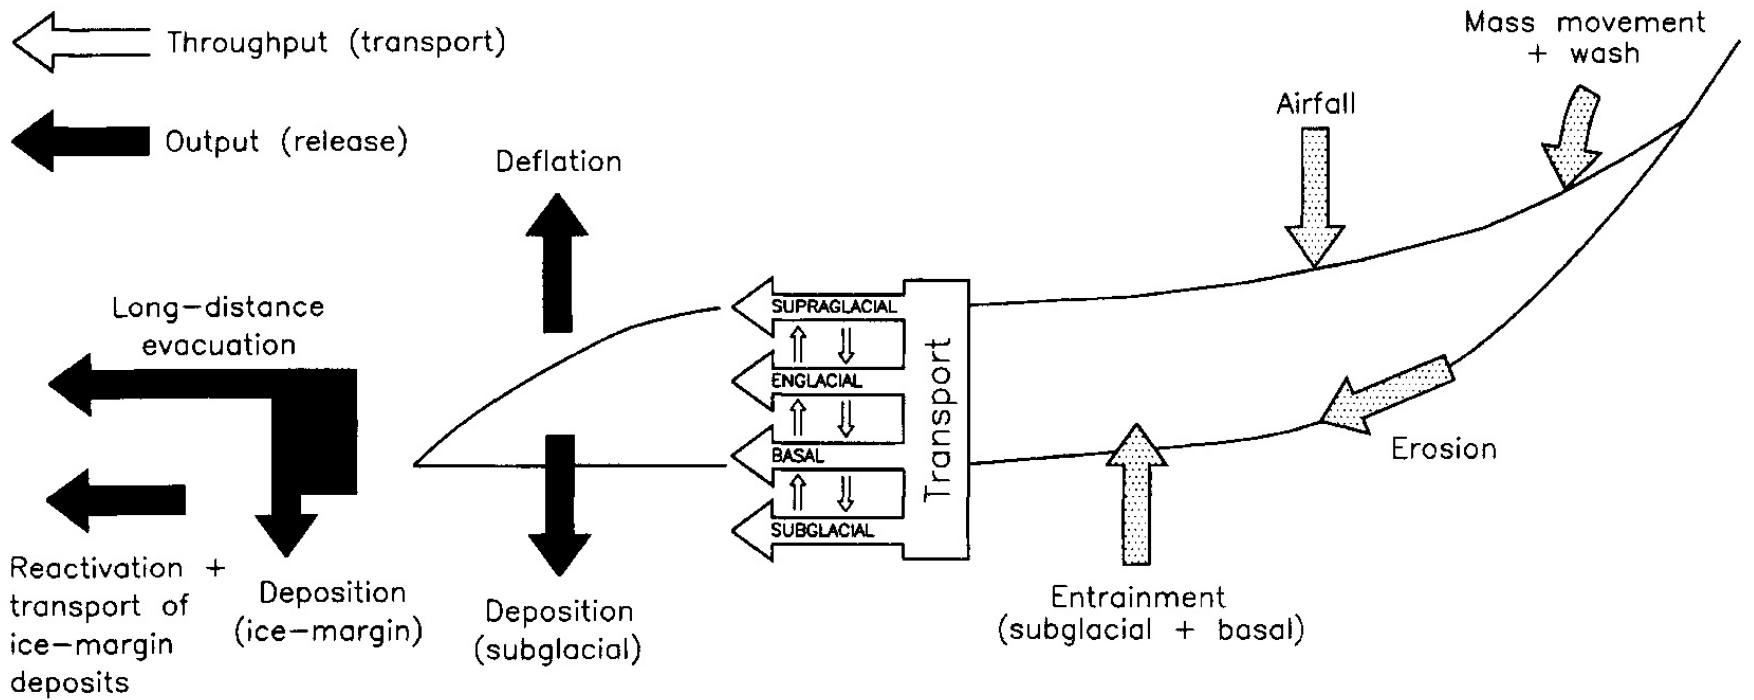 Throughput (transport)
Output (release)
Mass movement
+ wash
Airfall
Deflation
Long-distance
evacuation
SUPRAGLACIAL
ENGLACIAL
BASAL
SUBGLACIAL
Transport
Erosion
Reactivation +
transport of
ice-margin
deposits
Deposition
(ice-margin)
Deposition
(subglacial)
Entrainment
(subglacial + basal)